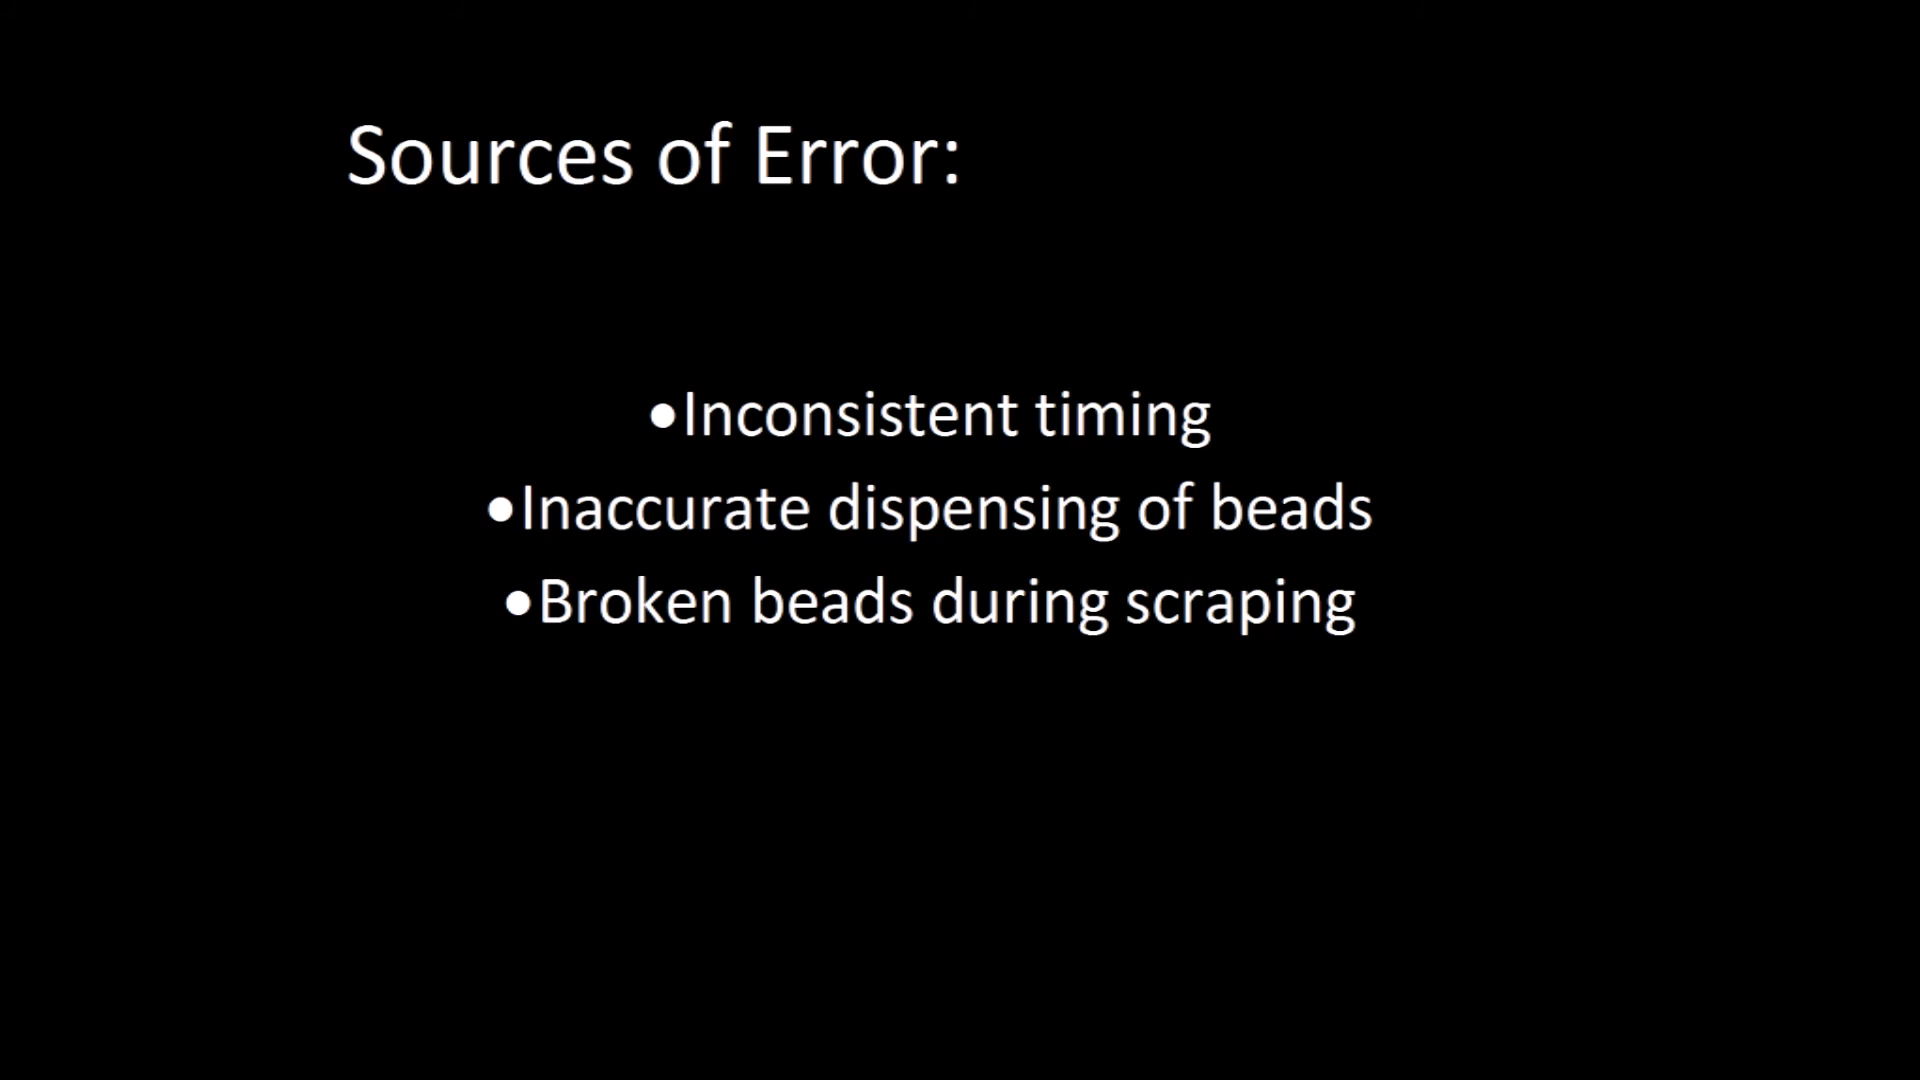 Sources of Error:
•Inconsistent timing
•Inaccurate dispensing of beads
•Broken beads during scraping